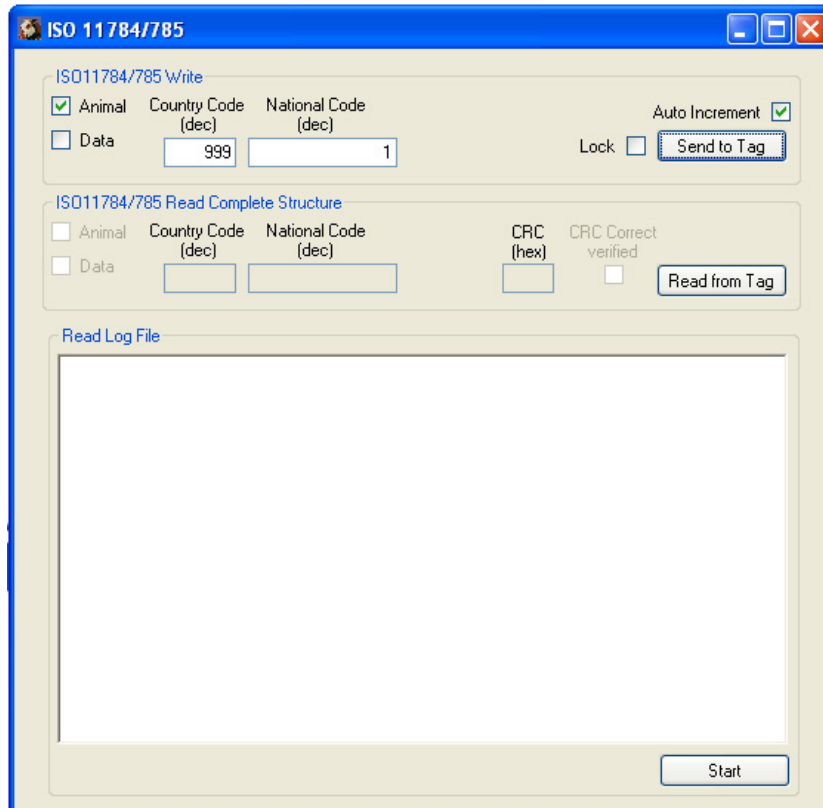 ISO 11784/785
ISO11784/785 Write
Animal Country Code National Code Auto Increment
(dec) (dec)
Data 999 1 Lock Send to Tag
ISO11784/785 Read Complete Structure
Animal Country Code National Code CRC CRC Correct
(dec) (dec) (hex) verified
Data Read from Tag
Read Log File
Start